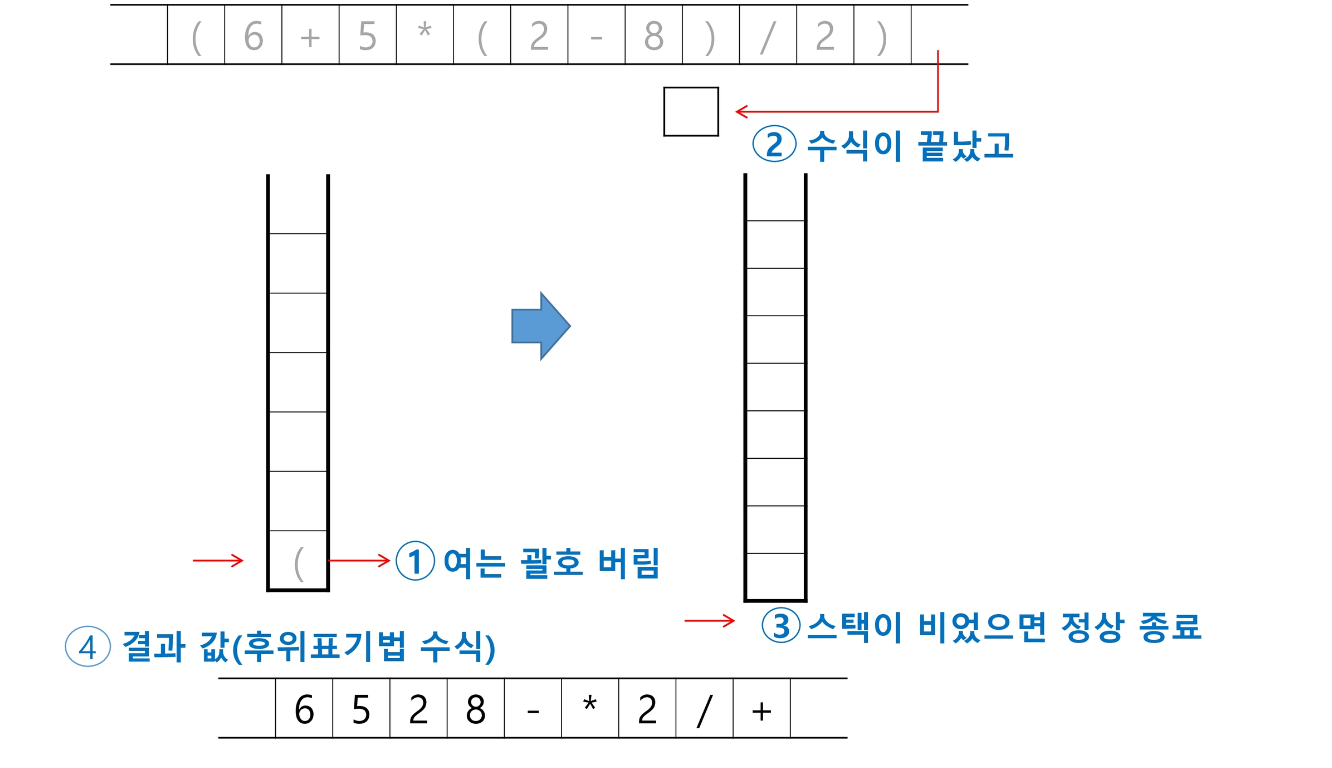 ( 6 + 5 * ( 2 - 8 ) / 2 )
② 수식이 끝났고
(
① 여는 괄호 버림
③ 스택이 비었으면 정상 종료
④ 결과 값(후위표기법 수식)
6 5 2 8 - * 2 / +